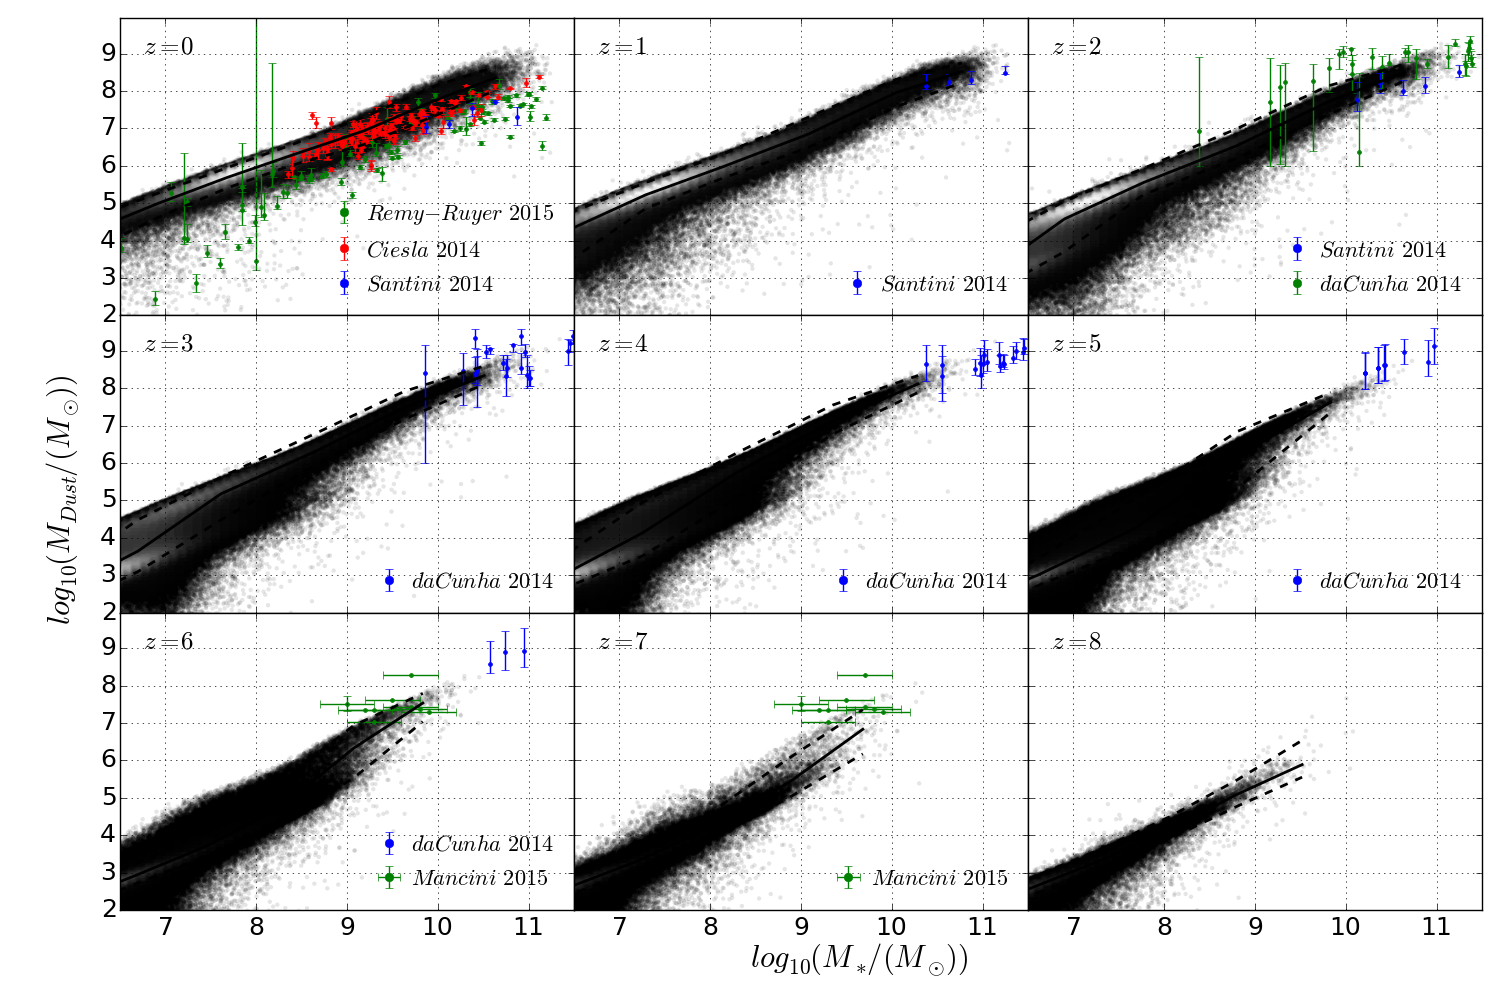 z=0
z=1
z=2
9
8
7
6
5
4
3
2
Remy−Ruyer 2015
Ciesla 2014
Santini 2014
Santini 2014
Santini 2014
daCunha 2014
z=3
z=4
z=5
9
8
7
6
5
4
3
2
log10(MDust/(M⊙))
daCunha 2014
daCunha 2014
daCunha 2014
z=6
z=7
z=8
9
8
7
6
5
4
3
2
daCunha 2014
Mancini 2015
Mancini 2015
7 8 9 10 11
7 8 9 10 11
7 8 9 10 11
log10(M*/(M⊙))